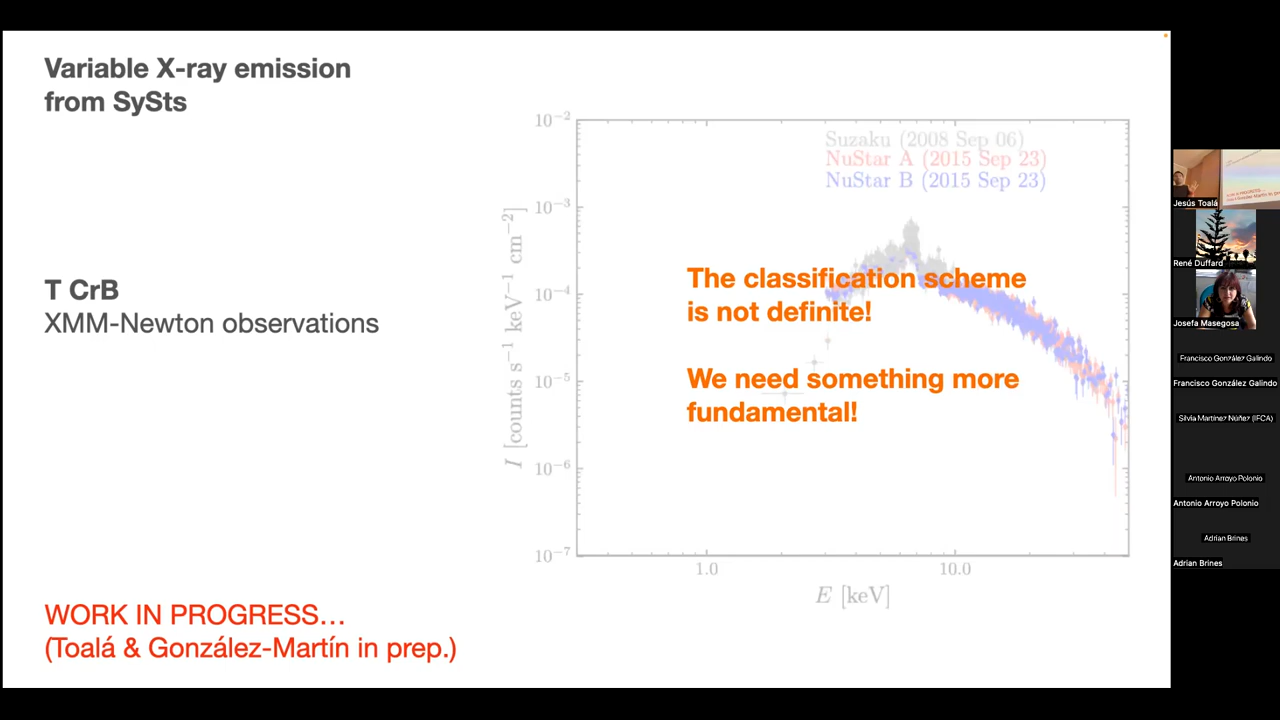 Variable X-ray emission
from SySts
T CrB
XMM-Newton observations
WORK IN PROGRESS…
(Toalá & González-Martín in prep.)
10⁻²
10⁻³
10⁻⁴
10⁻⁵
10⁻⁶
10⁻⁷
I [counts s⁻¹ keV⁻¹ cm⁻²]
Suzaku (2008 Sep 06)
NuStar A (2015 Sep 23)
NuStar B (2015 Sep 23)
The classification scheme
is not definite!
We need something more
fundamental!
1.0
10.0
E [keV]
Jesús Toalá
René Duffard
Josefa Masegosa
Francisco González Galindo
Francisco González Galindo
Silvia Martínez Núñez (IFCA)
Antonio Arroyo Polonio
Antonio Arroyo Polonio
Adrian Brines
Adrian Brines